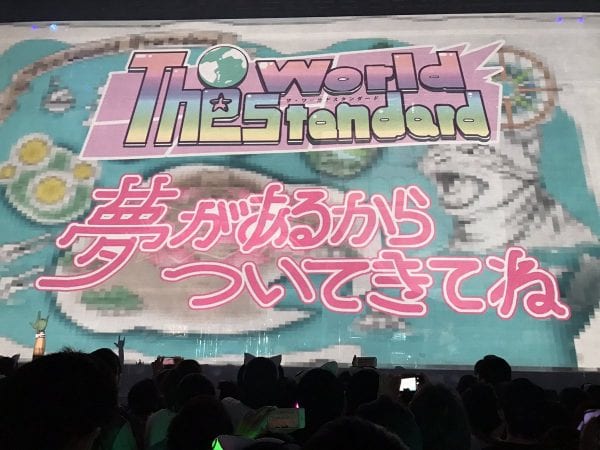 The World
ザ・ワールドスタンダード
Standard
夢があるから
ついてきてね